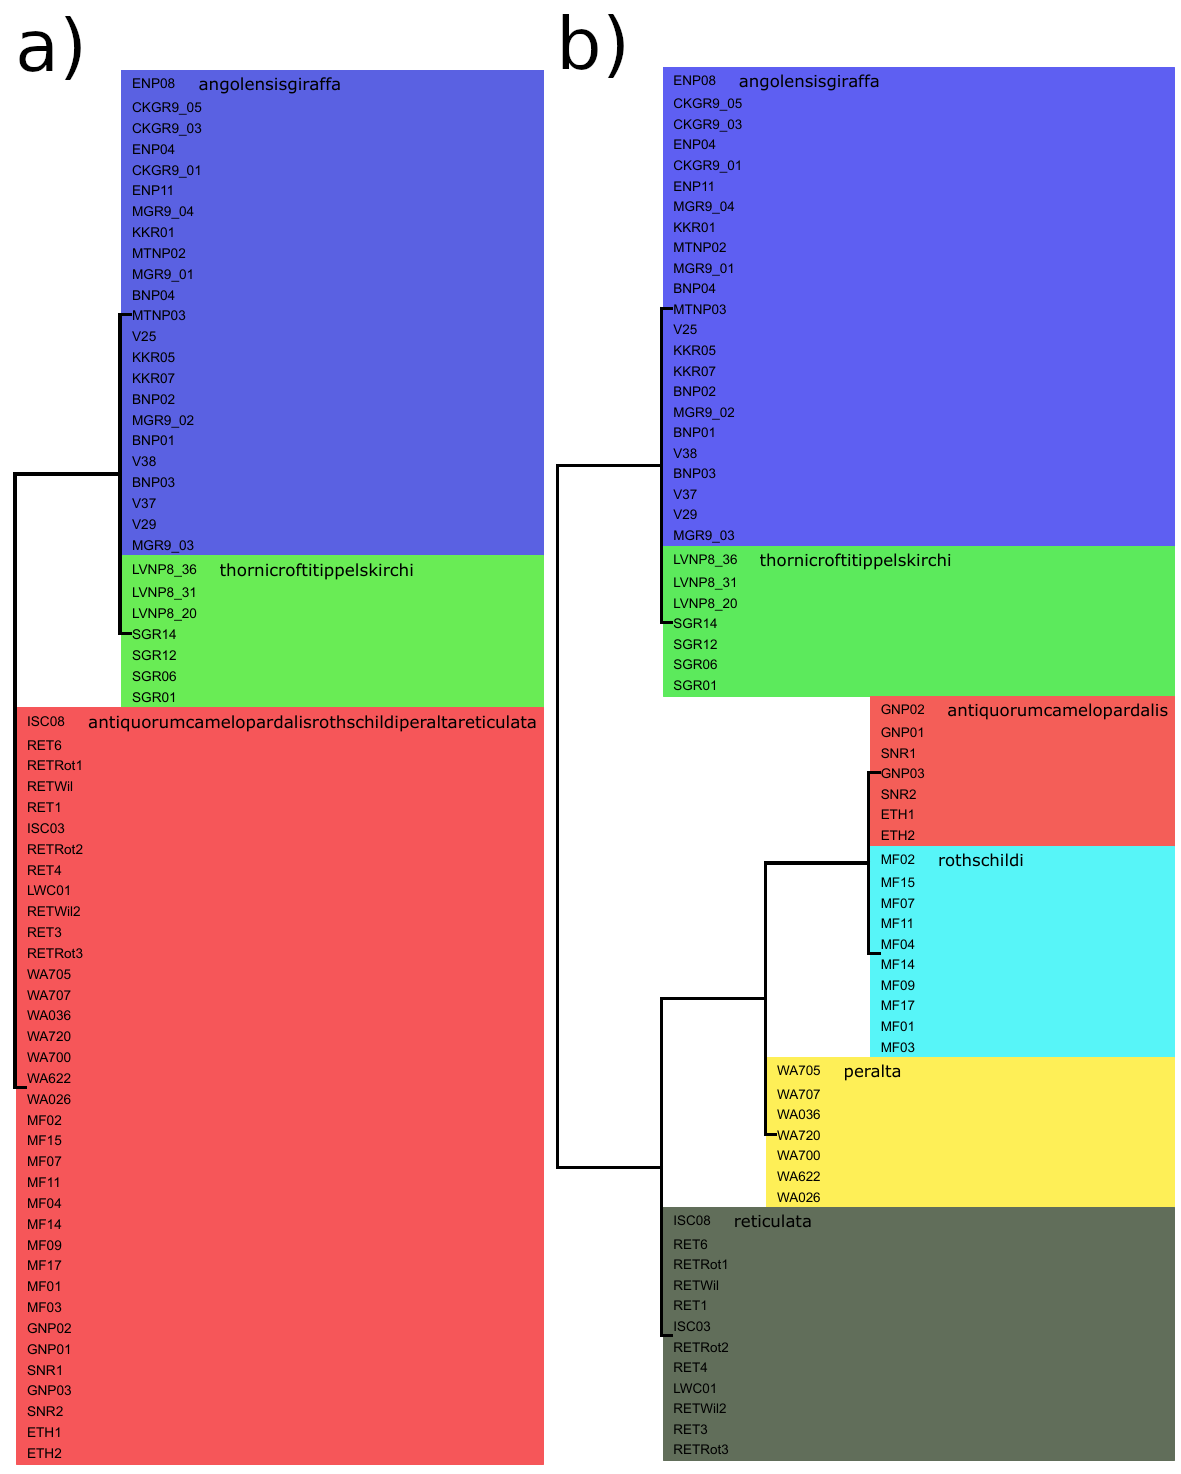 a)
ENP08 angolensisgiraffa
CKGR9_05
CKGR9_03
ENP04
CKGR9_01
ENP11
MGR9_04
KKR01
MTNP02
MGR9_01
BNP04
MTNP03
V25
KKR05
KKR07
BNP02
MGR9_02
BNP01
V38
BNP03
V37
V29
MGR9_03
LVNP8_36 thornicroftitippelskirchi
LVNP8_31
LVNP8_20
SGR14
SGR12
SGR06
SGR01
ISC08 antiquorumcamelopardalisrothschildiperaltareticulata
RET6
RETRot1
RETWil
RET1
ISC03
RETRot2
RET4
LWC01
RETWil2
RET3
RETRot3
WA705
WA707
WA036
WA720
WA700
WA622
WA026
MF02
MF15
MF07
MF11
MF04
MF14
MF09
MF17
MF01
MF03
GNP02
GNP01
SNR1
GNP03
SNR2
ETH1
ETH2
b)
ENP08 angolensisgiraffa
CKGR9_05
CKGR9_03
ENP04
CKGR9_01
ENP11
MGR9_04
KKR01
MTNP02
MGR9_01
BNP04
MTNP03
V25
KKR05
KKR07
BNP02
MGR9_02
BNP01
V38
BNP03
V37
V29
MGR9_03
LVNP8_36 thornicroftitippelskirchi
LVNP8_31
LVNP8_20
SGR14
SGR12
SGR06
SGR01
GNP02 antiquorumcamelopardalis
GNP01
SNR1
GNP03
SNR2
ETH1
ETH2
MF02 rothschildi
MF15
MF07
MF11
MF04
MF14
MF09
MF17
MF01
MF03
WA705 peralta
WA707
WA036
WA720
WA700
WA622
WA026
ISC08 reticulata
RET6
RETRot1
RETWil
RET1
ISC03
RETRot2
RET4
LWC01
RETWil2
RET3
RETRot3